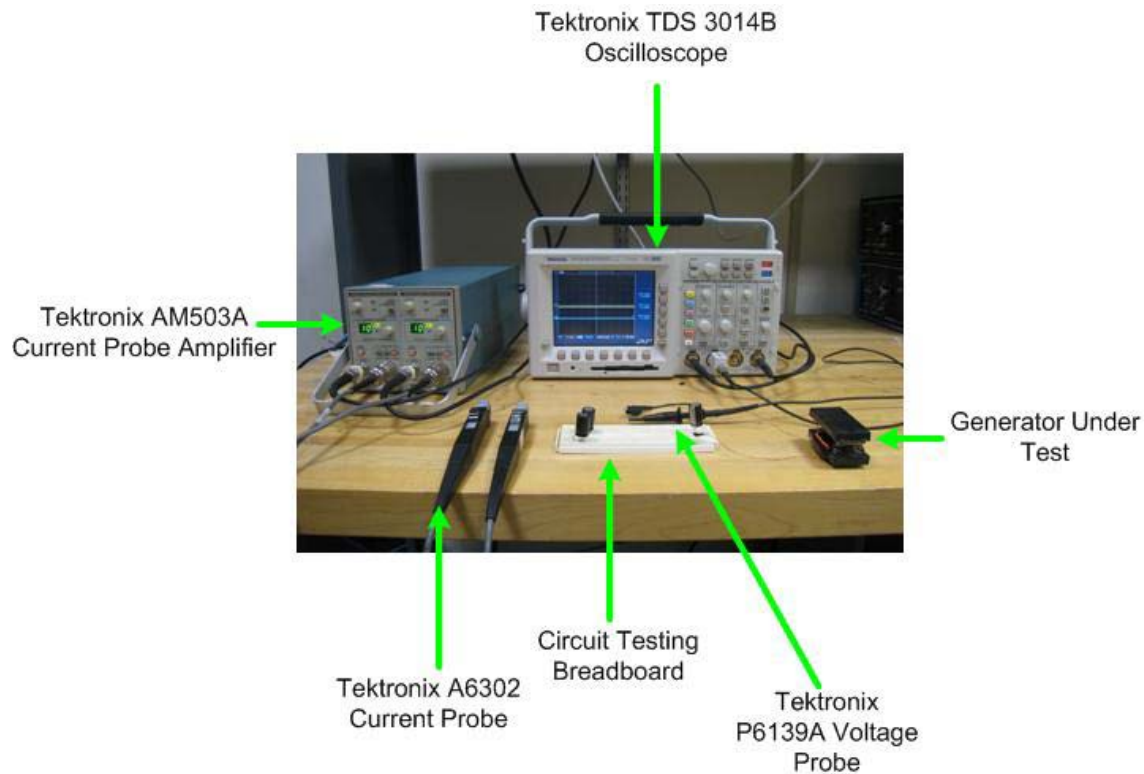 Tektronix TDS 3014B
Oscilloscope
Tektronix AM503A
Current Probe Amplifier
Generator Under
Test
Circuit Testing
Breadboard
Tektronix A6302
Current Probe
Tektronix
P6139A Voltage
Probe